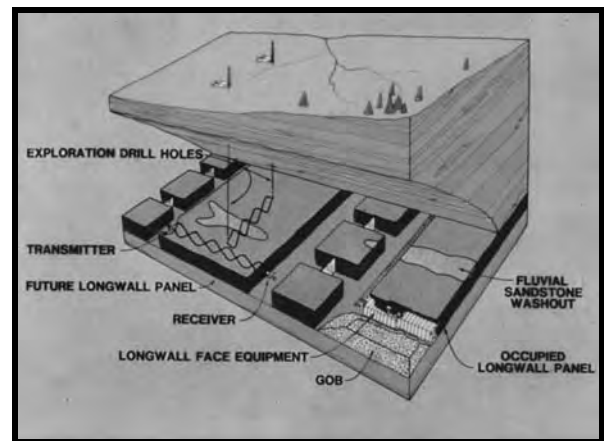 EXPLORATION DRILL HOLES
TRANSMITTER
FUTURE LONGWALL PANEL
RECEIVER
LONGWALL FACE EQUIPMENT
GOB
FLUVIAL
SANDSTONE
WASHOUT
OCCUPIED
LONGWALL PANEL